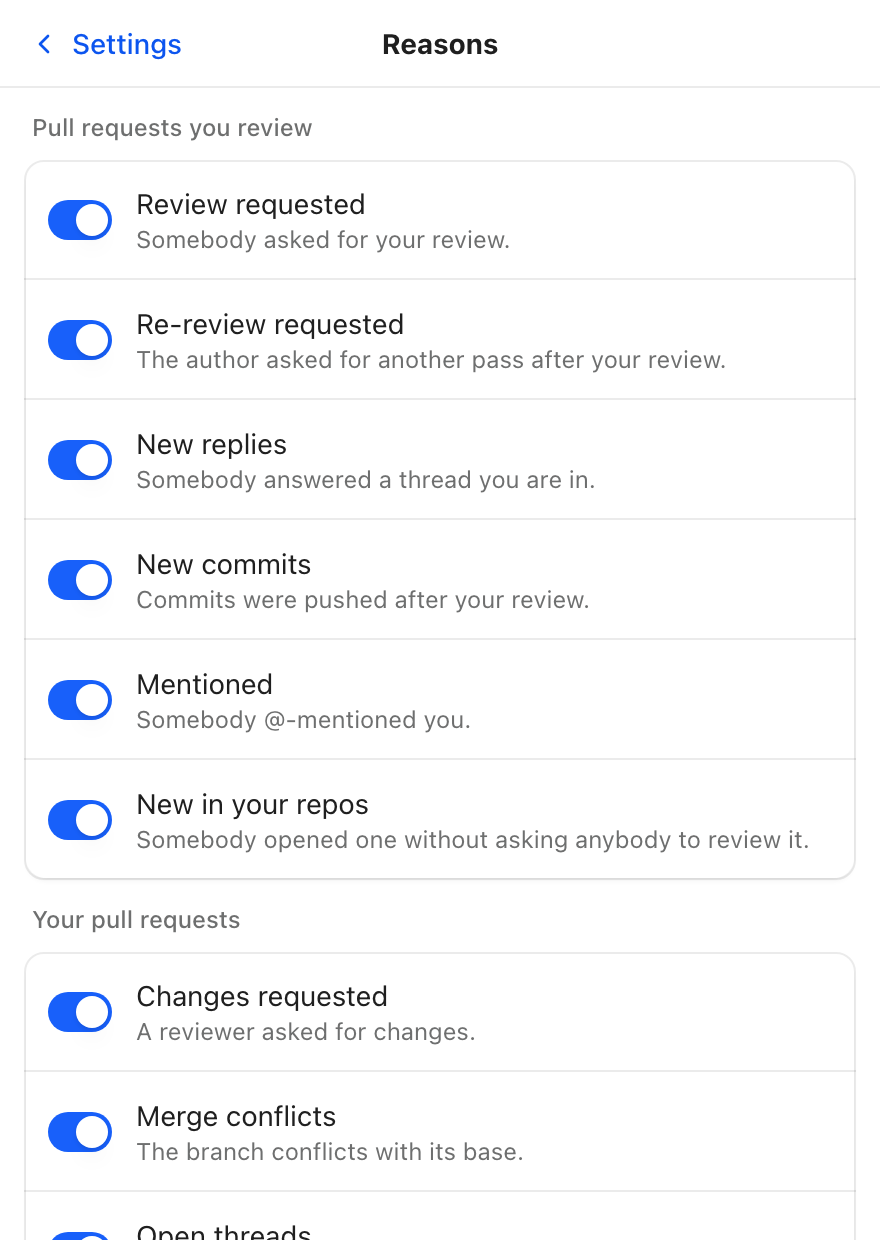 Settings
Reasons
Pull requests you review
Review requested
Somebody asked for your review.
Re-review requested
The author asked for another pass after your review.
New replies
Somebody answered a thread you are in.
New commits
Commits were pushed after your review.
Mentioned
Somebody @-mentioned you.
New in your repos
Somebody opened one without asking anybody to review it.
Your pull requests
Changes requested
A reviewer asked for changes.
Merge conflicts
The branch conflicts with its base.
Open threads